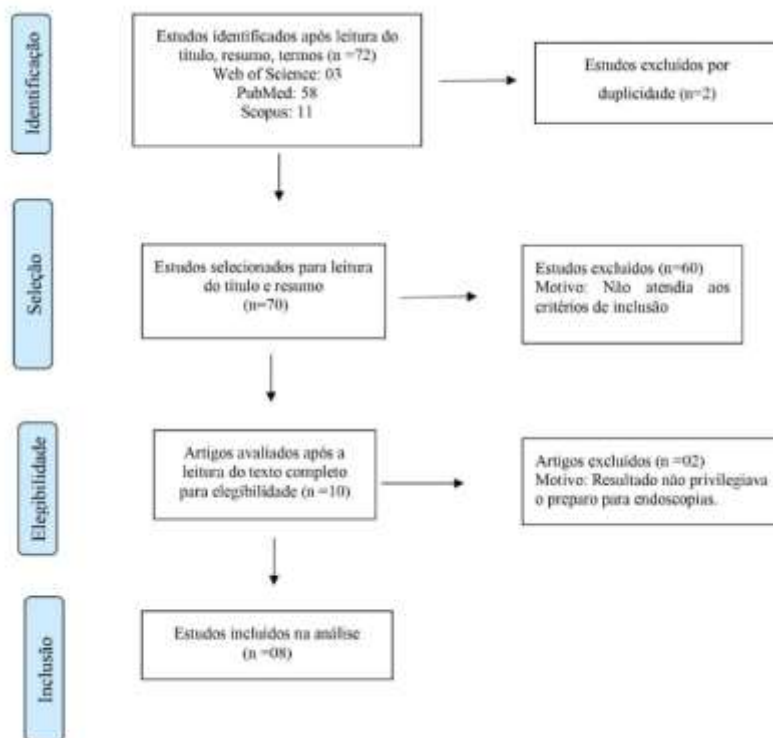 Identificação
Estudos identificados após leitura do
título, resumo, termos (n =72)
Web of Science: 03
PubMed: 58
Scopus: 11
Estudos excluídos por
duplicidade (n=2)
Seleção
Estudos selecionados para leitura
do título e resumo
(n=70)
Estudos excluídos (n=60)
Motivo: Não atendia aos
critérios de inclusão
Elegibilidade
Artigos avaliados após a
leitura do texto completo
para elegibilidade (n =10)
Artigos excluídos (n =02)
Motivo: Resultado não privilegiava
o preparo para endoscopias.
Inclusão
Estudos incluídos na análise
(n =08)